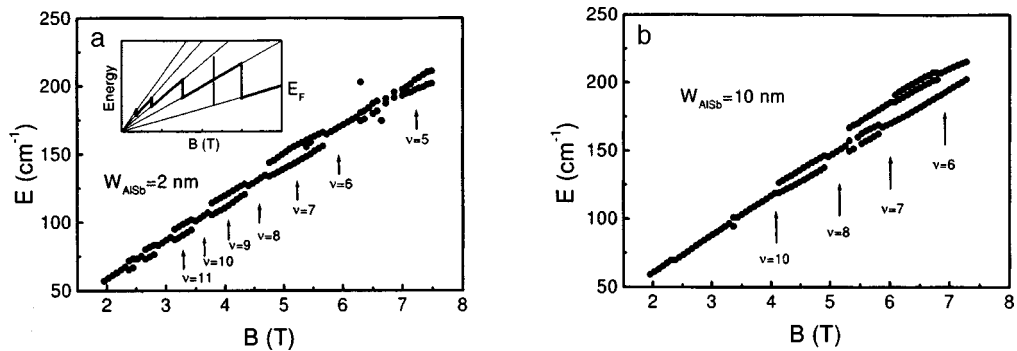 a
250
200
150
100
50
E (cm⁻¹)
Energy
B (T)
E_F
W_AlSb=2 nm
ν=11
ν=10
ν=9
ν=8
ν=7
ν=6
ν=5
2 3 4 5 6 7 8
B (T)
b
250
200
150
100
50
E (cm⁻¹)
W_AlSb=10 nm
ν=10
ν=8
ν=7
ν=6
2 3 4 5 6 7 8
B (T)